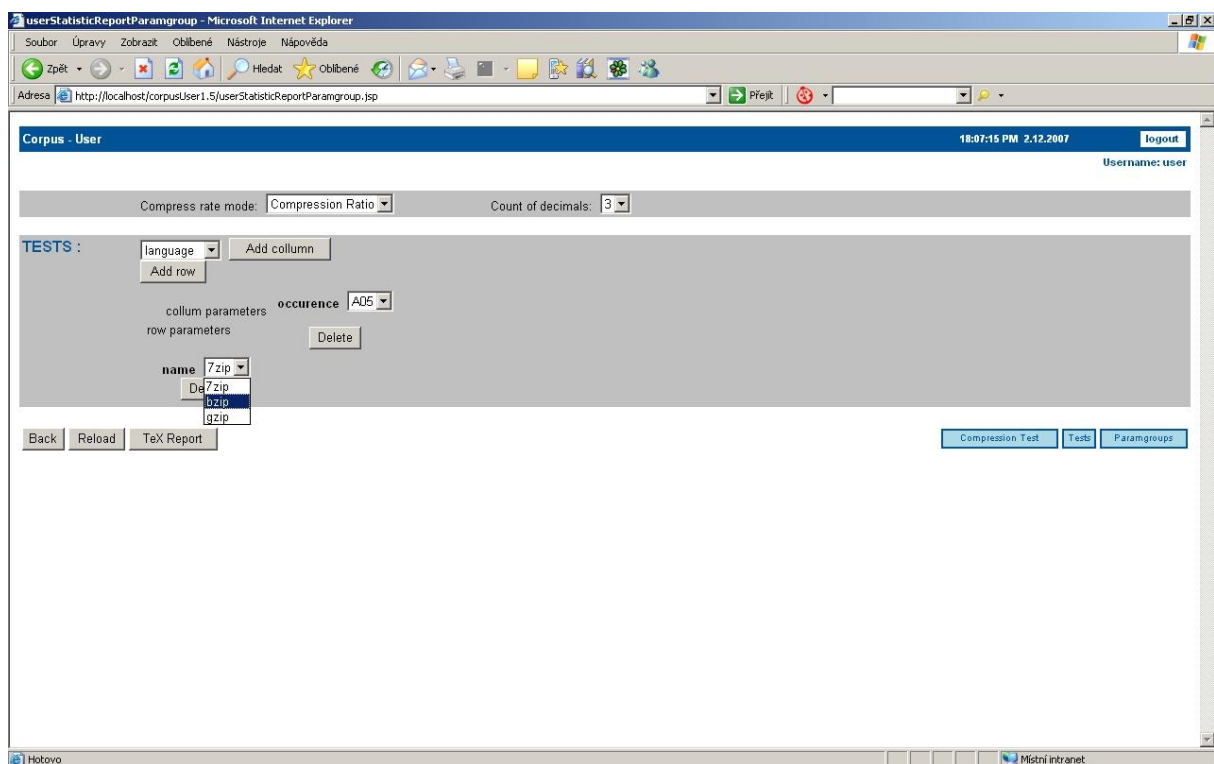 userStatisticReportParamgroup - Microsoft Internet Explorer
Soubor Úpravy Zobrazit Oblíbené Nástroje Nápověda
Zpět Hledat Oblíbené
Adresa http://localhost/corpusUser1.5/userStatisticReportParamgroup.jsp Přejít
Corpus - User 18:07:15 PM 2.12.2007 logout
Username: user
Compress rate mode: Compression Ratio Count of decimals: 3
TESTS : language Add collumn
Add row
collum parameters occurence A05
row parameters Delete
name 7zip
De 7zip
bzip
gzip
Back Reload TeX Report Compression Test Tests Paramgroups
Hotovo Místní intranet